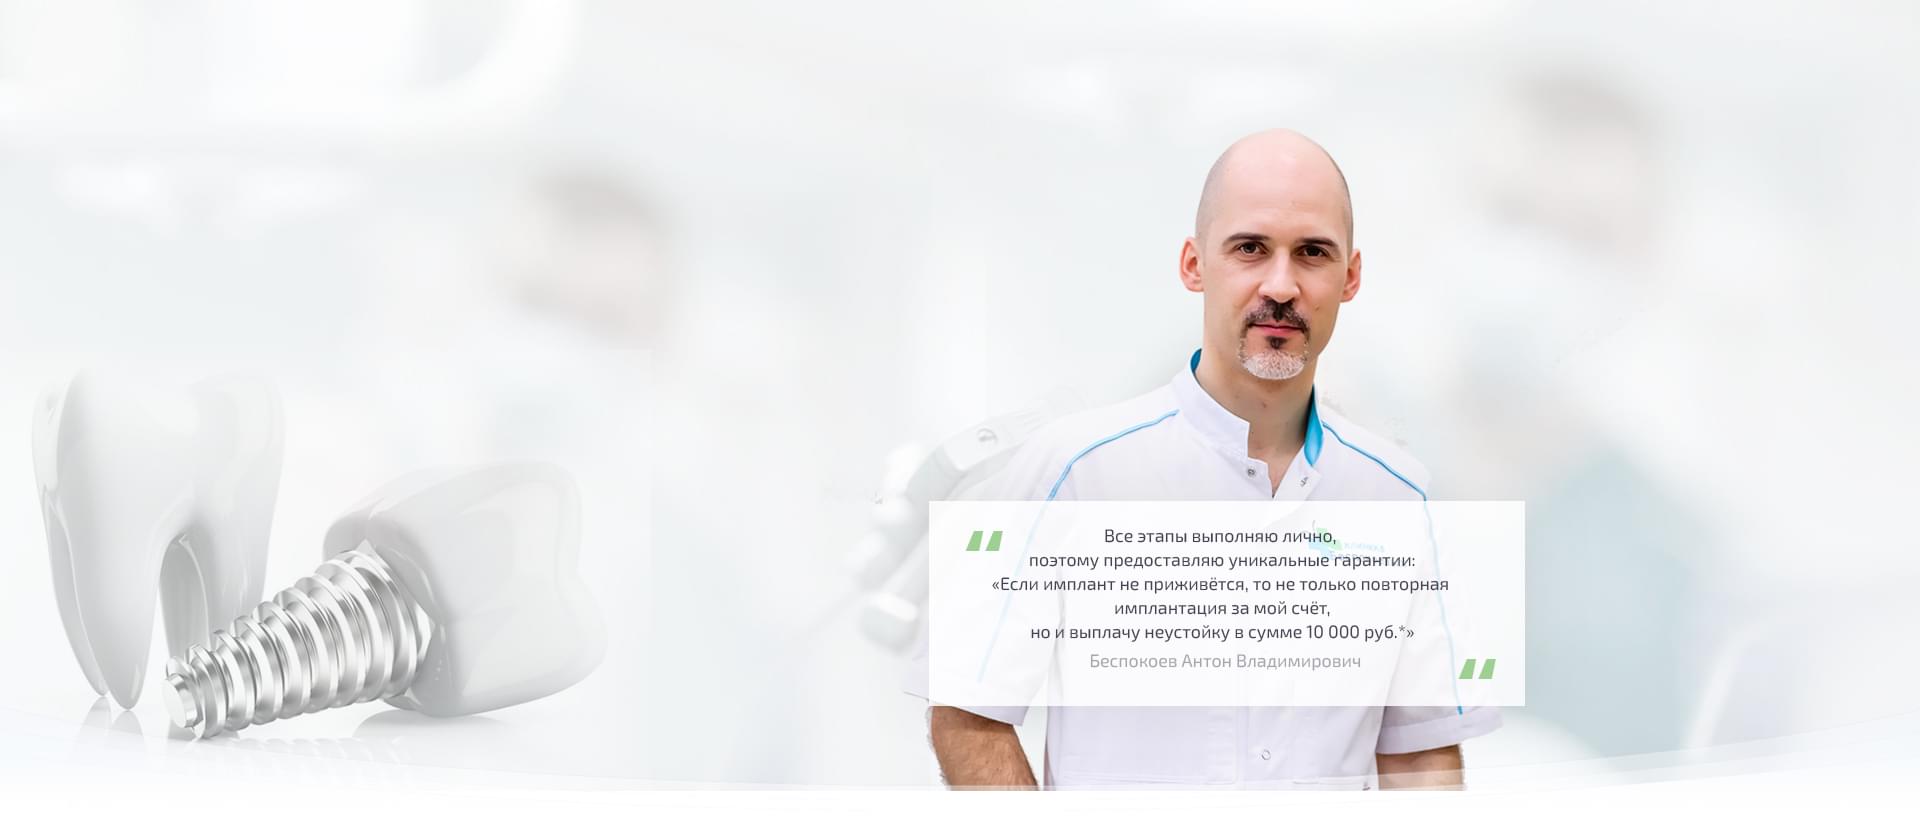 Все этапы выполняю лично,
поэтому предоставляю уникальные гарантии:
«Если имплант не приживётся, то не только повторная
имплантация за мой счёт,
но и выплачу неустойку в сумме 10 000 руб.*»
Беспокоев Антон Владимирович